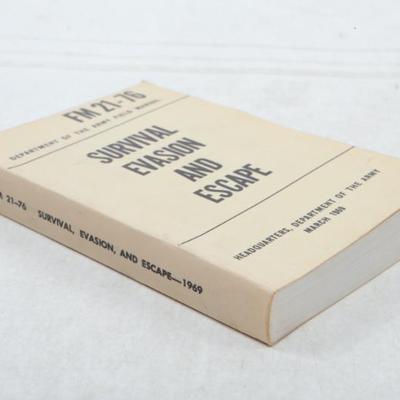 FM 21-76
DEPARTMENT OF THE ARMY FIELD MANUAL
SURVIVAL
EVASION
AND
ESCAPE
HEADQUARTERS, DEPARTMENT OF THE ARMY
MARCH 1969
FM 21-76 SURVIVAL, EVASION, AND ESCAPE—1969